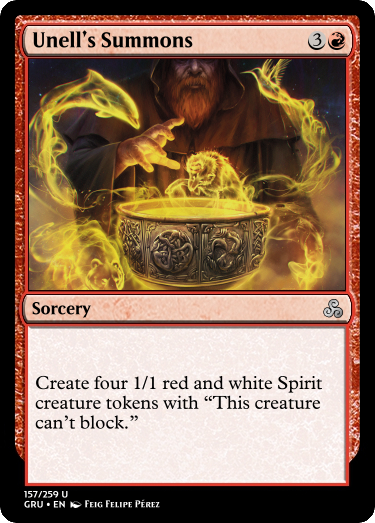 Unell's Summons 3
Sorcery
Create four 1/1 red and white Spirit
creature tokens with “This creature
can't block.”
157/259 U
GRU • EN Feig Felipe Pérez